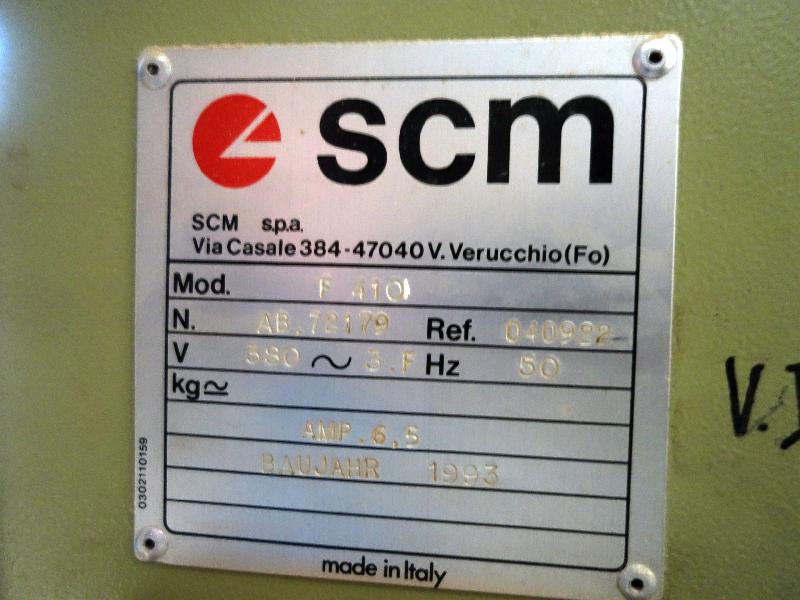 scm
SCM s.p.a.
Via Casale 384-47040 V. Verucchio (Fo)
Mod. F 410
N. AB.72179 Ref. 040922
V 380 ~ 3.F Hz 50
kg≃
AMP.6,5
BAUJAHR 1993
made in Italy
0302110159